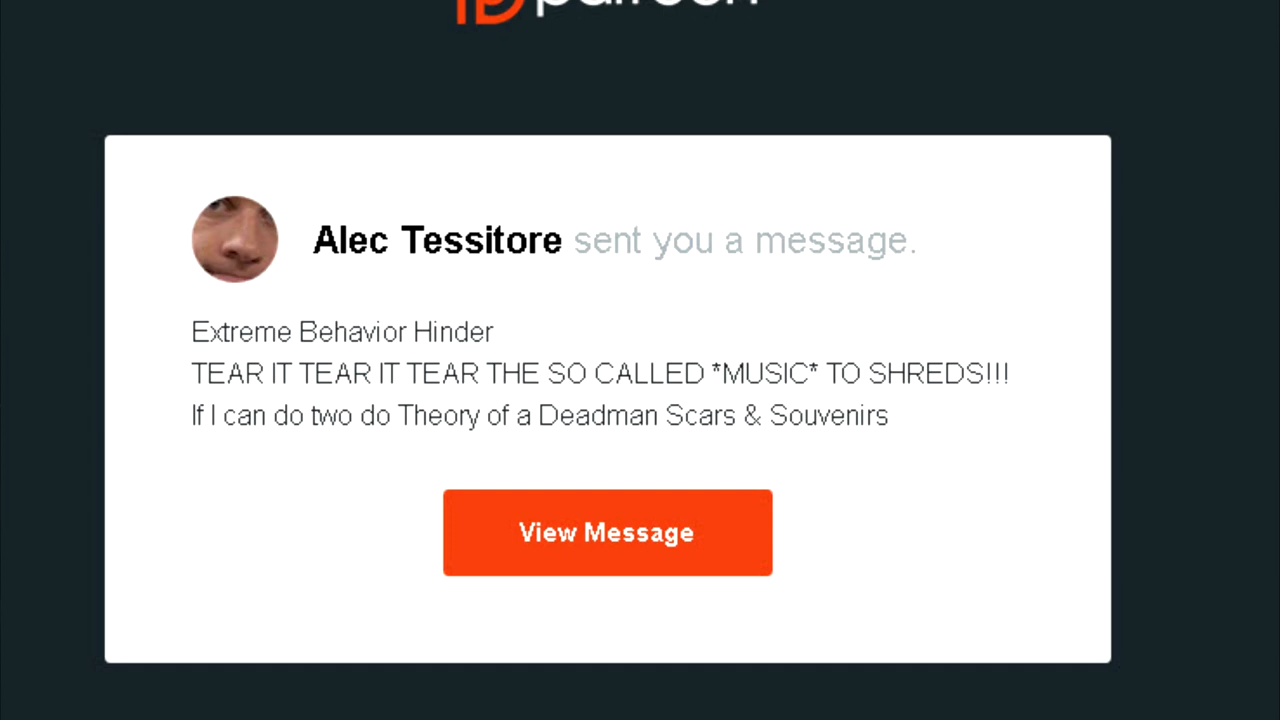 patreon
Alec Tessitore sent you a message.
Extreme Behavior Hinder
TEAR IT TEAR IT TEAR THE SO CALLED *MUSIC* TO SHREDS!!!
If I can do two do Theory of a Deadman Scars & Souvenirs
View Message